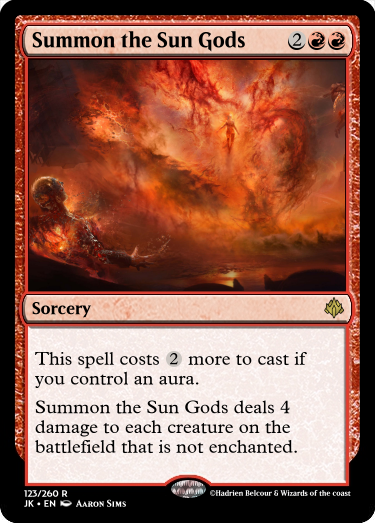 Summon the Sun Gods 2
Sorcery
This spell costs 2 more to cast if
you control an aura.
Summon the Sun Gods deals 4
damage to each creature on the
battlefield that is not enchanted.
123/260 R
JK • EN Aaron Sims
©Hadrien Belcour & Wizards of the coast